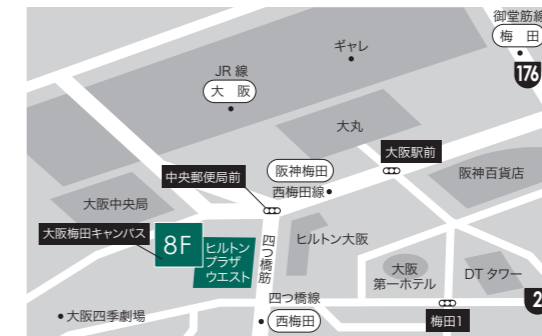 御堂筋線
梅 田
176
ギャレ
JR 線
大 阪
大丸
大阪駅前
阪神百貨店
阪神梅田
西梅田線
中央郵便局前
大阪中央局
大阪梅田キャンパス
8F
ヒルトン
プラザ
ウエスト
四つ橋筋
ヒルトン大阪
大阪
第一ホテル
DT タワー
2
四つ橋線
西梅田
梅田1
大阪四季劇場